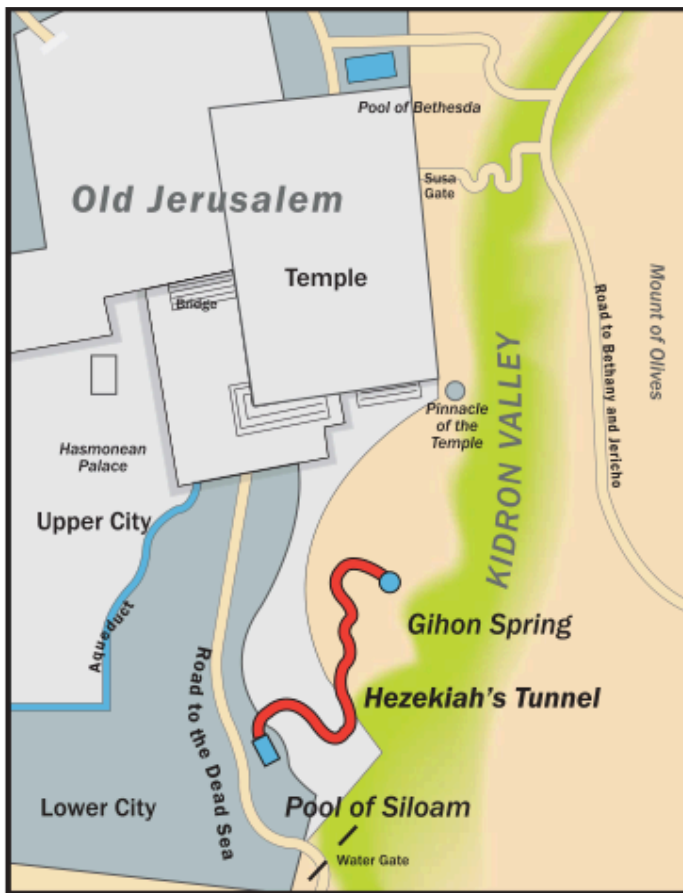 Pool of Bethesda
Susa
Gate
Old Jerusalem
Temple
Bridge
Mount of Olives
Road to Bethany and Jericho
KIDRON VALLEY
Pinnacle
of the
Temple
Hasmonean
Palace
Upper City
Aqueduct
Gihon Spring
Hezekiah's Tunnel
Road to the Dead Sea
Lower City
Pool of Siloam
Water Gate